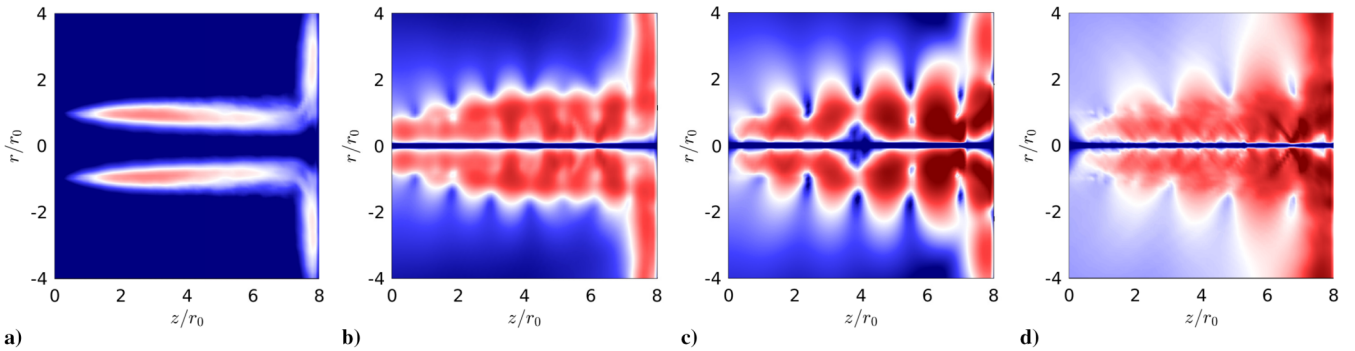 4 4 4 4
2 2 2 2
r/r₀ 0 r/r₀ 0 r/r₀ 0 r/r₀ 0
-2 -2 -2 -2
-4 -4 -4 -4
0 2 4 6 8 0 2 4 6 8 0 2 4 6 8 0 2 4 6 8
z/r₀ z/r₀ z/r₀ z/r₀
a) b) c) d)